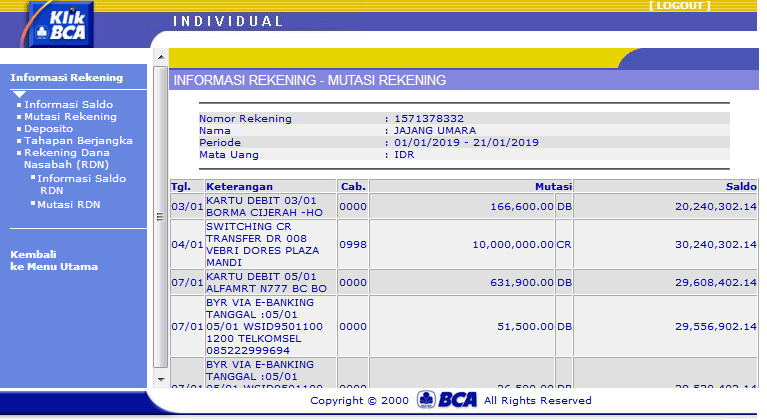 [ LOGOUT ]
Klik
BCA
INDIVIDUAL
Informasi Rekening
Informasi Saldo
Mutasi Rekening
Deposito
Tahapan Berjangka
Rekening Dana
Nasabah (RDN)
Informasi Saldo
RDN
Mutasi RDN
Kembali
ke Menu Utama
INFORMASI REKENING - MUTASI REKENING
Nomor Rekening : 1571378332
Nama : JAJANG UMARA
Periode : 01/01/2019 - 21/01/2019
Mata Uang : IDR
Tgl. Keterangan Cab. Mutasi Saldo
03/01 KARTU DEBIT 03/01 0000 166,600.00 DB 20,240,302.14
BORMA CIJERAH -HO
SWITCHING CR
04/01 TRANSFER DR 008 0998 10,000,000.00 CR 30,240,302.14
VEBRI DORES PLAZA
MANDI
07/01 KARTU DEBIT 05/01 0000 631,900.00 DB 29,608,402.14
ALFAMRT N777 BC BO
BYR VIA E-BANKING
TANGGAL :05/01
07/01 05/01 WSID9501100 0000 51,500.00 DB 29,556,902.14
1200 TELKOMSEL
085222999694
BYR VIA E-BANKING
TANGGAL :05/01
07/01 05/01 WSID9501100 0000 DB
Copyright © 2000 BCA All Rights Reserved